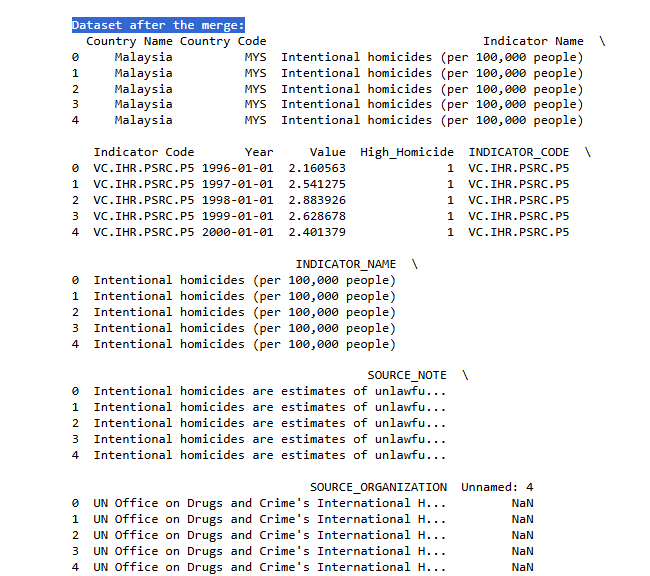 Dataset after the merge:
  Country Name Country Code                              Indicator Name  \
0     Malaysia          MYS  Intentional homicides (per 100,000 people)
1     Malaysia          MYS  Intentional homicides (per 100,000 people)
2     Malaysia          MYS  Intentional homicides (per 100,000 people)
3     Malaysia          MYS  Intentional homicides (per 100,000 people)
4     Malaysia          MYS  Intentional homicides (per 100,000 people)
   Indicator Code       Year     Value  High_Homicide  INDICATOR_CODE  \
0  VC.IHR.PSRC.P5 1996-01-01  2.160563              1  VC.IHR.PSRC.P5
1  VC.IHR.PSRC.P5 1997-01-01  2.541275              1  VC.IHR.PSRC.P5
2  VC.IHR.PSRC.P5 1998-01-01  2.883926              1  VC.IHR.PSRC.P5
3  VC.IHR.PSRC.P5 1999-01-01  2.628678              1  VC.IHR.PSRC.P5
4  VC.IHR.PSRC.P5 2000-01-01  2.401379              1  VC.IHR.PSRC.P5
                               INDICATOR_NAME  \
0  Intentional homicides (per 100,000 people)
1  Intentional homicides (per 100,000 people)
2  Intentional homicides (per 100,000 people)
3  Intentional homicides (per 100,000 people)
4  Intentional homicides (per 100,000 people)
                                         SOURCE_NOTE  \
0  Intentional homicides are estimates of unlawfu...
1  Intentional homicides are estimates of unlawfu...
2  Intentional homicides are estimates of unlawfu...
3  Intentional homicides are estimates of unlawfu...
4  Intentional homicides are estimates of unlawfu...
                                 SOURCE_ORGANIZATION  Unnamed: 4
0  UN Office on Drugs and Crime's International H...         NaN
1  UN Office on Drugs and Crime's International H...         NaN
2  UN Office on Drugs and Crime's International H...         NaN
3  UN Office on Drugs and Crime's International H...         NaN
4  UN Office on Drugs and Crime's International H...         NaN